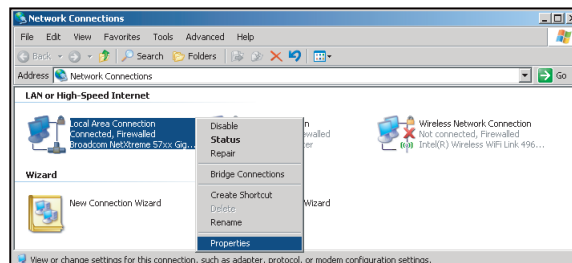 Network Connections
File Edit View Favorites Tools Advanced Help
Back Search Folders
Address Network Connections Go
LAN or High-Speed Internet
Local Area Connection
Connected, Firewalled
Broadcom NetXtreme 57xx Gig...
Disable
Status
Repair
Bridge Connections
Create Shortcut
Delete
Rename
Properties
n
ewalled
ter
Wireless Network Connection
Not connected, Firewalled
Intel(R) Wireless WiFi Link 496...
Wizard
New Connection Wizard
Wizard
View or change settings for this connection, such as adapter, protocol, or modem configuration settings.